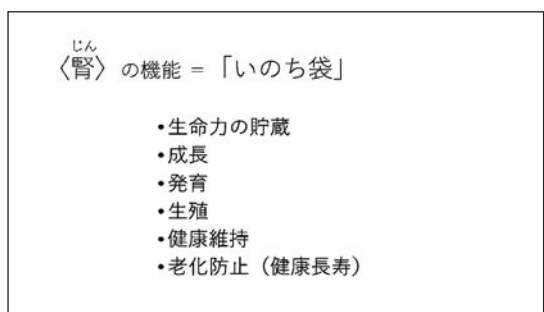 じん
〈腎〉の機能 =「いのち袋」
•生命力の貯蔵
•成長
•発育
•生殖
•健康維持
•老化防止（健康長寿）